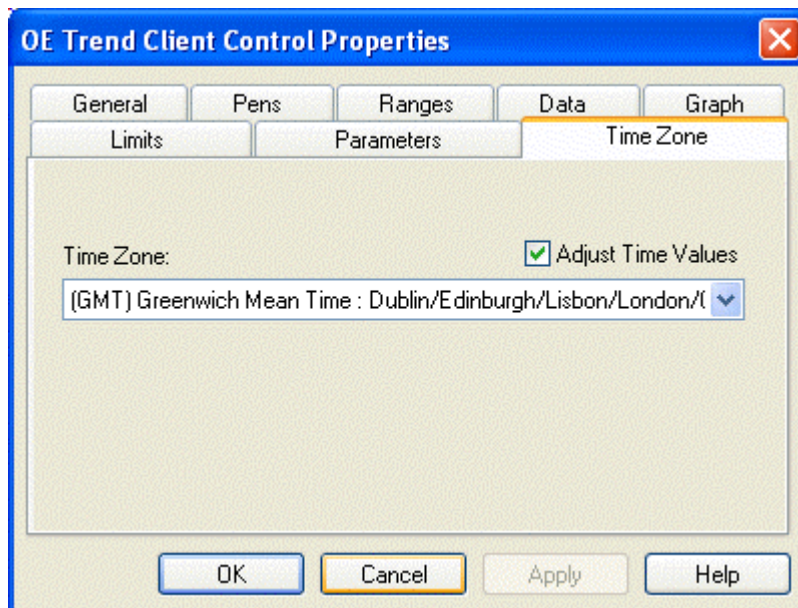 OE Trend Client Control Properties
General Pens Ranges Data Graph
Limits Parameters Time Zone
Time Zone: Adjust Time Values
(GMT) Greenwich Mean Time : Dublin/Edinburgh/Lisbon/London/(
OK Cancel Apply Help